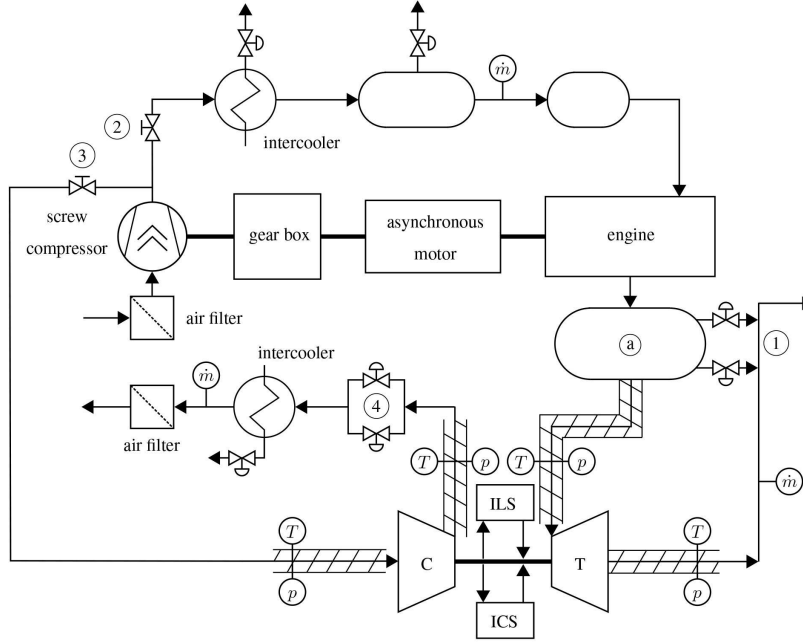 ṁ
intercooler
2
3
screw
compressor
gear box
asynchronous
motor
engine
air filter
a
1
intercooler
ṁ
4
air filter
T
p
T
p
ṁ
ILS
T
p
C
T
T
p
ICS